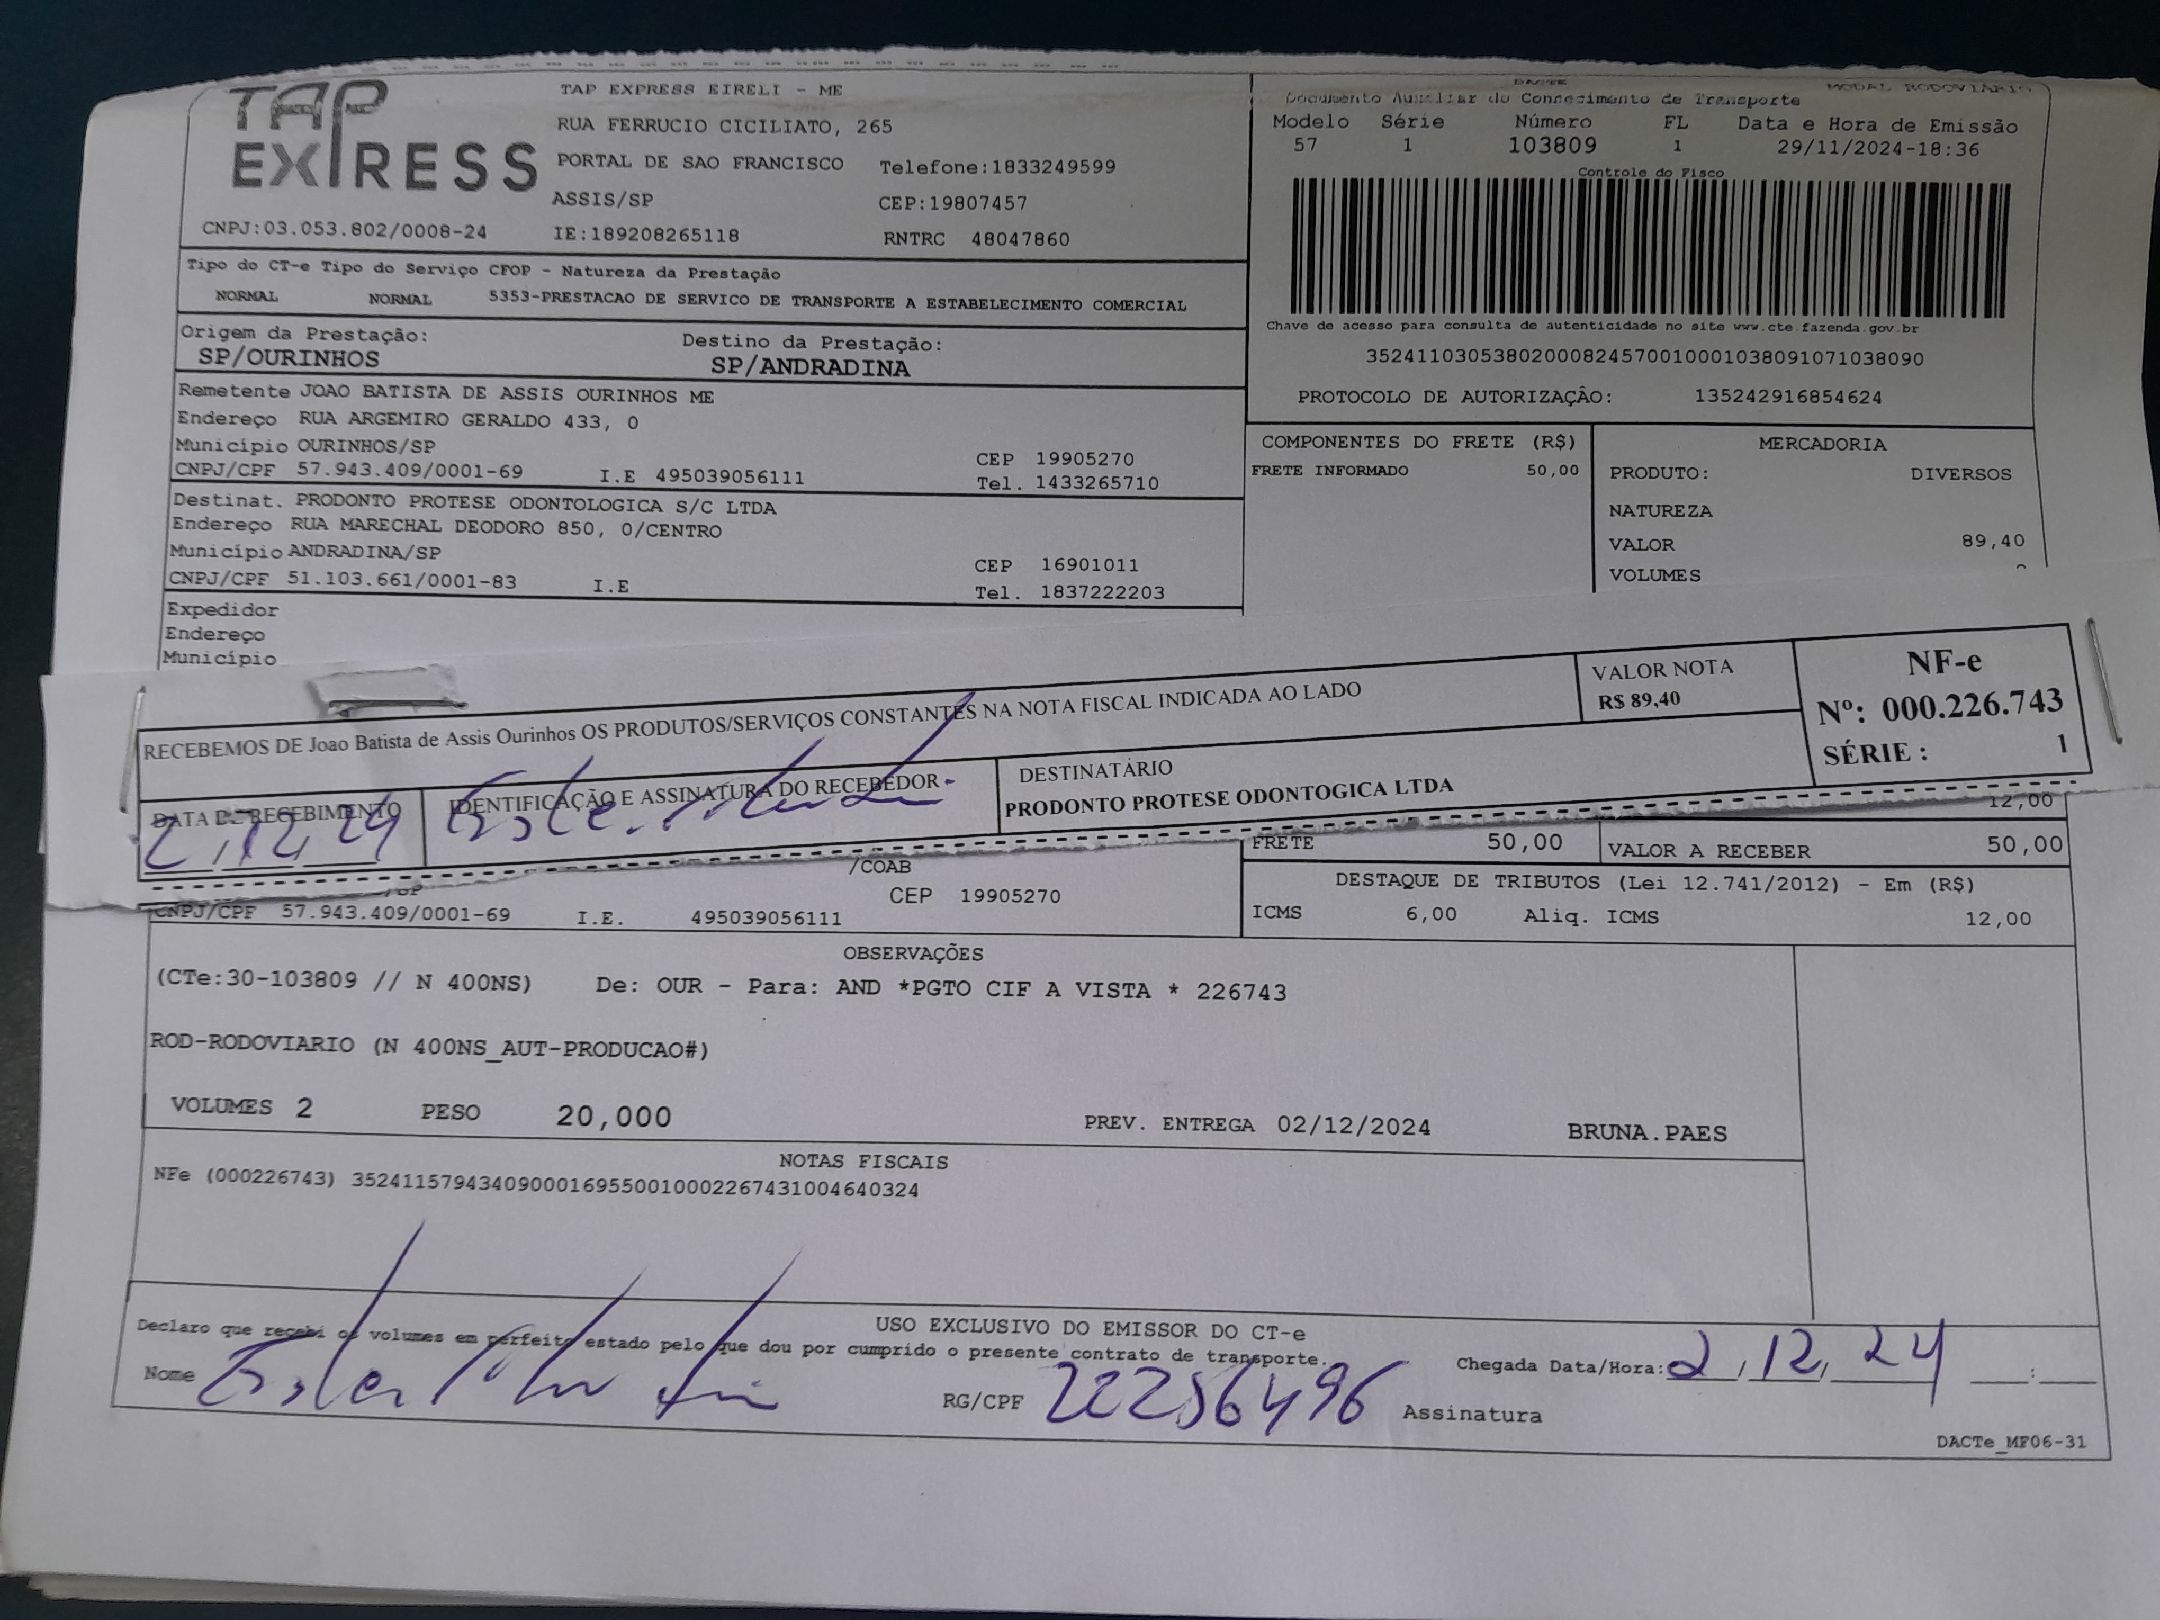 TAP EXPRESS
TAP EXPRESS EIRELI - ME
RUA FERRUCIO CICILIATO, 265
PORTAL DE SAO FRANCISCO Telefone:1833249599
ASSIS/SP CEP:19807457
CNPJ:03.053.802/0008-24 IE:189208265118 RNTRC 48047860
DACTE MODAL RODOVIARIO
Documento Auxiliar do Conhecimento de Transporte
Modelo Série Número FL Data e Hora de Emissão
57 1 103809 1 29/11/2024-18:36
Controle do Fisco
Chave de acesso para consulta de autenticidade no site www.cte.fazenda.gov.br
35241103053802000824570010001038091071038090
PROTOCOLO DE AUTORIZAÇÃO: 135242916854624
Tipo do CT-e Tipo do Serviço CFOP - Natureza da Prestação
NORMAL NORMAL 5353-PRESTACAO DE SERVICO DE TRANSPORTE A ESTABELECIMENTO COMERCIAL
Origem da Prestação: Destino da Prestação:
SP/OURINHOS SP/ANDRADINA
Remetente JOAO BATISTA DE ASSIS OURINHOS ME
Endereço RUA ARGEMIRO GERALDO 433, 0
Município OURINHOS/SP CEP 19905270
CNPJ/CPF 57.943.409/0001-69 I.E 495039056111 Tel. 1433265710
Destinat. PRODONTO PROTESE ODONTOLOGICA S/C LTDA
Endereço RUA MARECHAL DEODORO 850, 0/CENTRO
Município ANDRADINA/SP CEP 16901011
CNPJ/CPF 51.103.661/0001-83 I.E Tel. 1837222203
Expedidor
Endereço
Município
COMPONENTES DO FRETE (R$)
FRETE INFORMADO 50,00
MERCADORIA
PRODUTO: DIVERSOS
NATUREZA
VALOR 89,40
VOLUMES
RECEBEMOS DE Joao Batista de Assis Ourinhos OS PRODUTOS/SERVIÇOS CONSTANTES NA NOTA FISCAL INDICADA AO LADO
VALOR NOTA
R$ 89,40
NF-e
Nº: 000.226.743
SÉRIE : 1
DATA DE RECEBIMENTO
2,12,24
IDENTIFICAÇÃO E ASSINATURA DO RECEBEDOR
DESTINATÁRIO
PRODONTO PROTESE ODONTOGICA LTDA
12,00
FRETE 50,00 VALOR A RECEBER 50,00
/COAB
CEP 19905270
CNPJ/CPF 57.943.409/0001-69 I.E. 495039056111
DESTAQUE DE TRIBUTOS (Lei 12.741/2012) - Em (R$)
ICMS 6,00 Aliq. ICMS 12,00
OBSERVAÇÕES
(CTe:30-103809 // N 400NS) De: OUR - Para: AND *PGTO CIF A VISTA * 226743
ROD-RODOVIARIO (N 400NS_AUT-PRODUCAO#)
VOLUMES 2 PESO 20,000 PREV. ENTREGA 02/12/2024 BRUNA.PAES
NOTAS FISCAIS
NFe (000226743) 35241157943409000169550010002267431004640324
USO EXCLUSIVO DO EMISSOR DO CT-e
Declaro que recebi os volumes em perfeito estado pelo que dou por cumprido o presente contrato de transporte.
Nome RG/CPF 22256496 Chegada Data/Hora: 2,12,24 :
Assinatura
DACTe_MF06-31